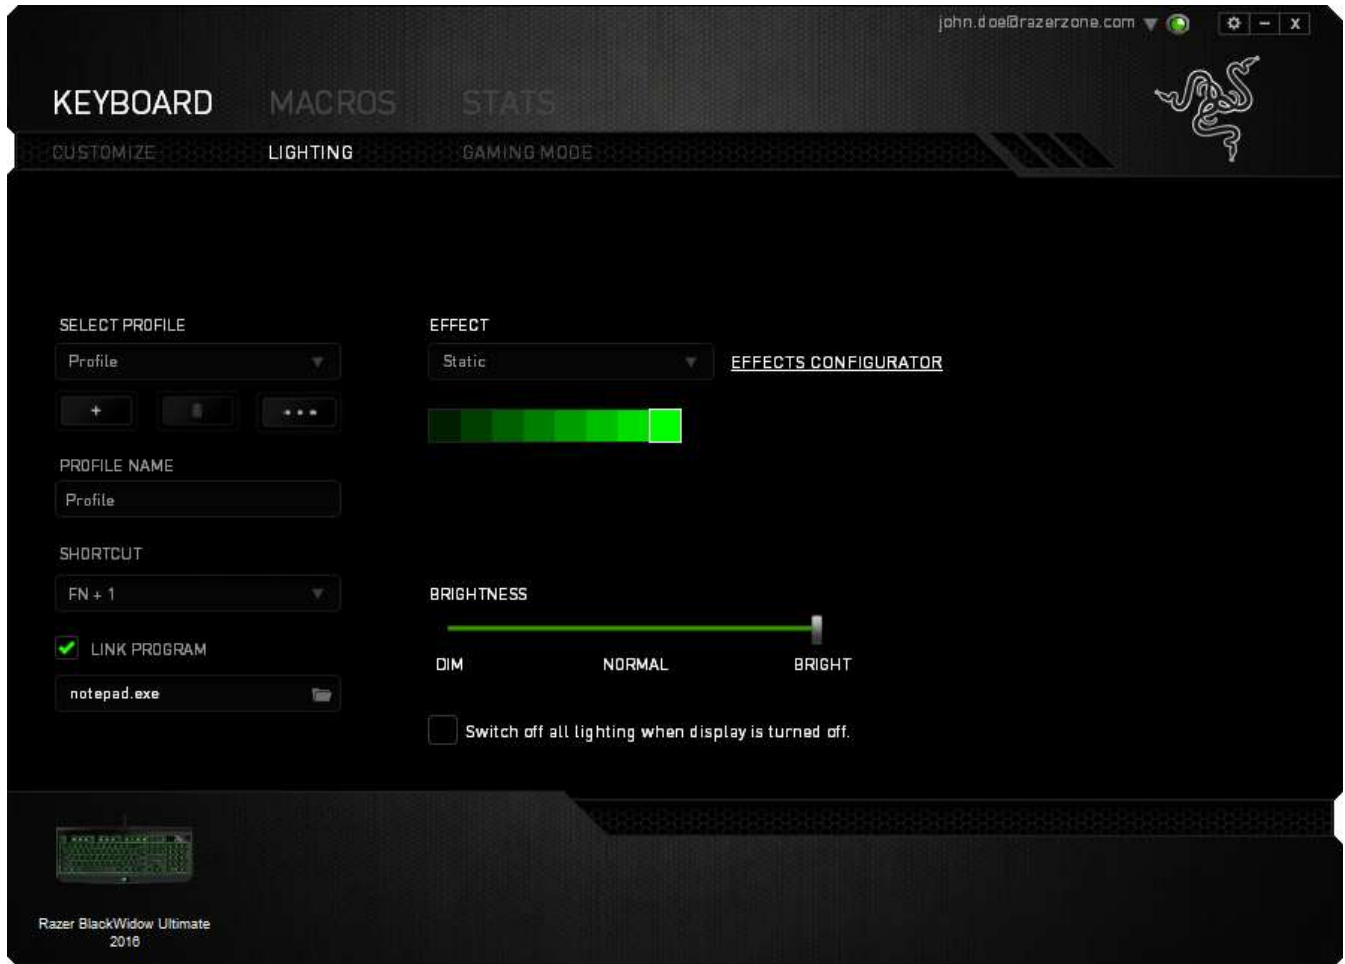 john.doe@razerzone.com
KEYBOARD MACROS STATS
CUSTOMIZE LIGHTING GAMING MODE
SELECT PROFILE
Profile
PROFILE NAME
Profile
SHORTCUT
FN + 1
LINK PROGRAM
notepad.exe
EFFECT
Static
EFFECTS CONFIGURATOR
BRIGHTNESS
DIM NORMAL BRIGHT
Switch off all lighting when display is turned off.
Razer BlackWidow Ultimate
2016